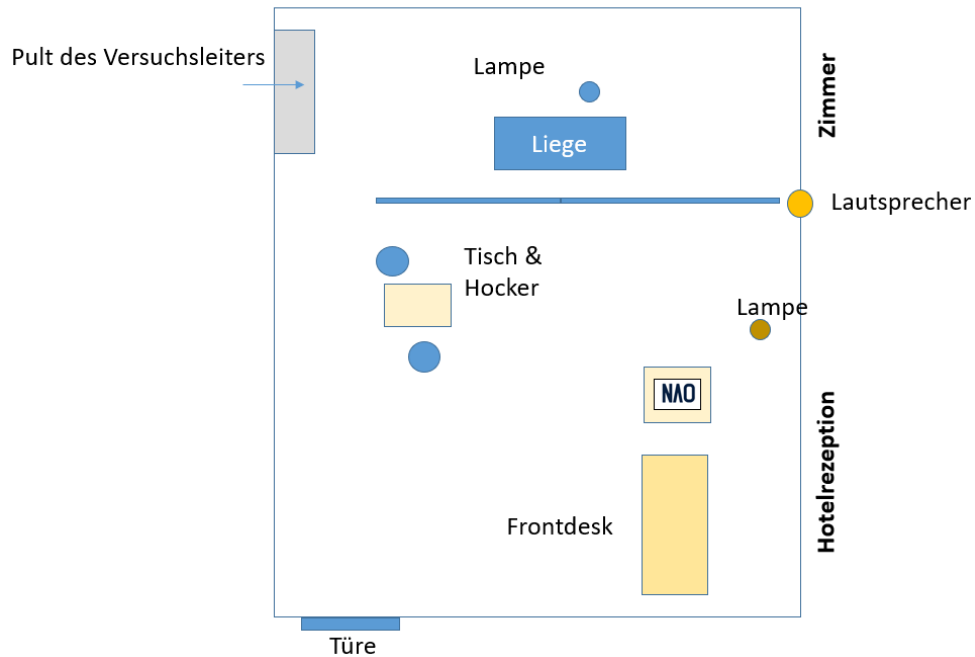 Pult des Versuchsleiters
Lampe
Liege
Zimmer
Lautsprecher
Tisch &
Hocker
Lampe
NAO
Hotelrezeption
Frontdesk
Türe